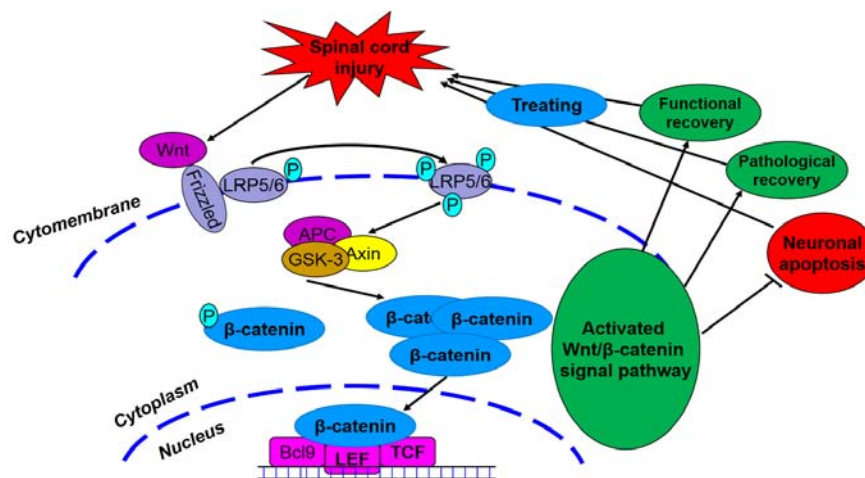 Spinal cord
injury
Treating
Functional
recovery
Wnt
Frizzled
LRP5/6
P
P
LRP5/6
P
P
Pathological
recovery
Cytomembrane
APC
GSK-3
Axin
Neuronal
apoptosis
P
β-catenin
β-cat
β-catenin
β-catenin
Activated
Wnt/β-catenin
signal pathway
Cytoplasm
Nucleus
β-catenin
Bcl9
LEF
TCF